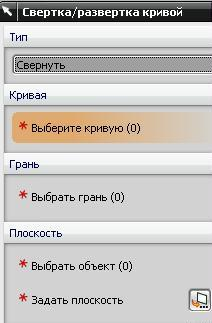 Свертка/развертка кривой
Тип
Свернуть
Кривая
* Выберите кривую (0)
Грань
* Выбрать грань (0)
Плоскость
* Выбрать объект (0)
* Задать плоскость